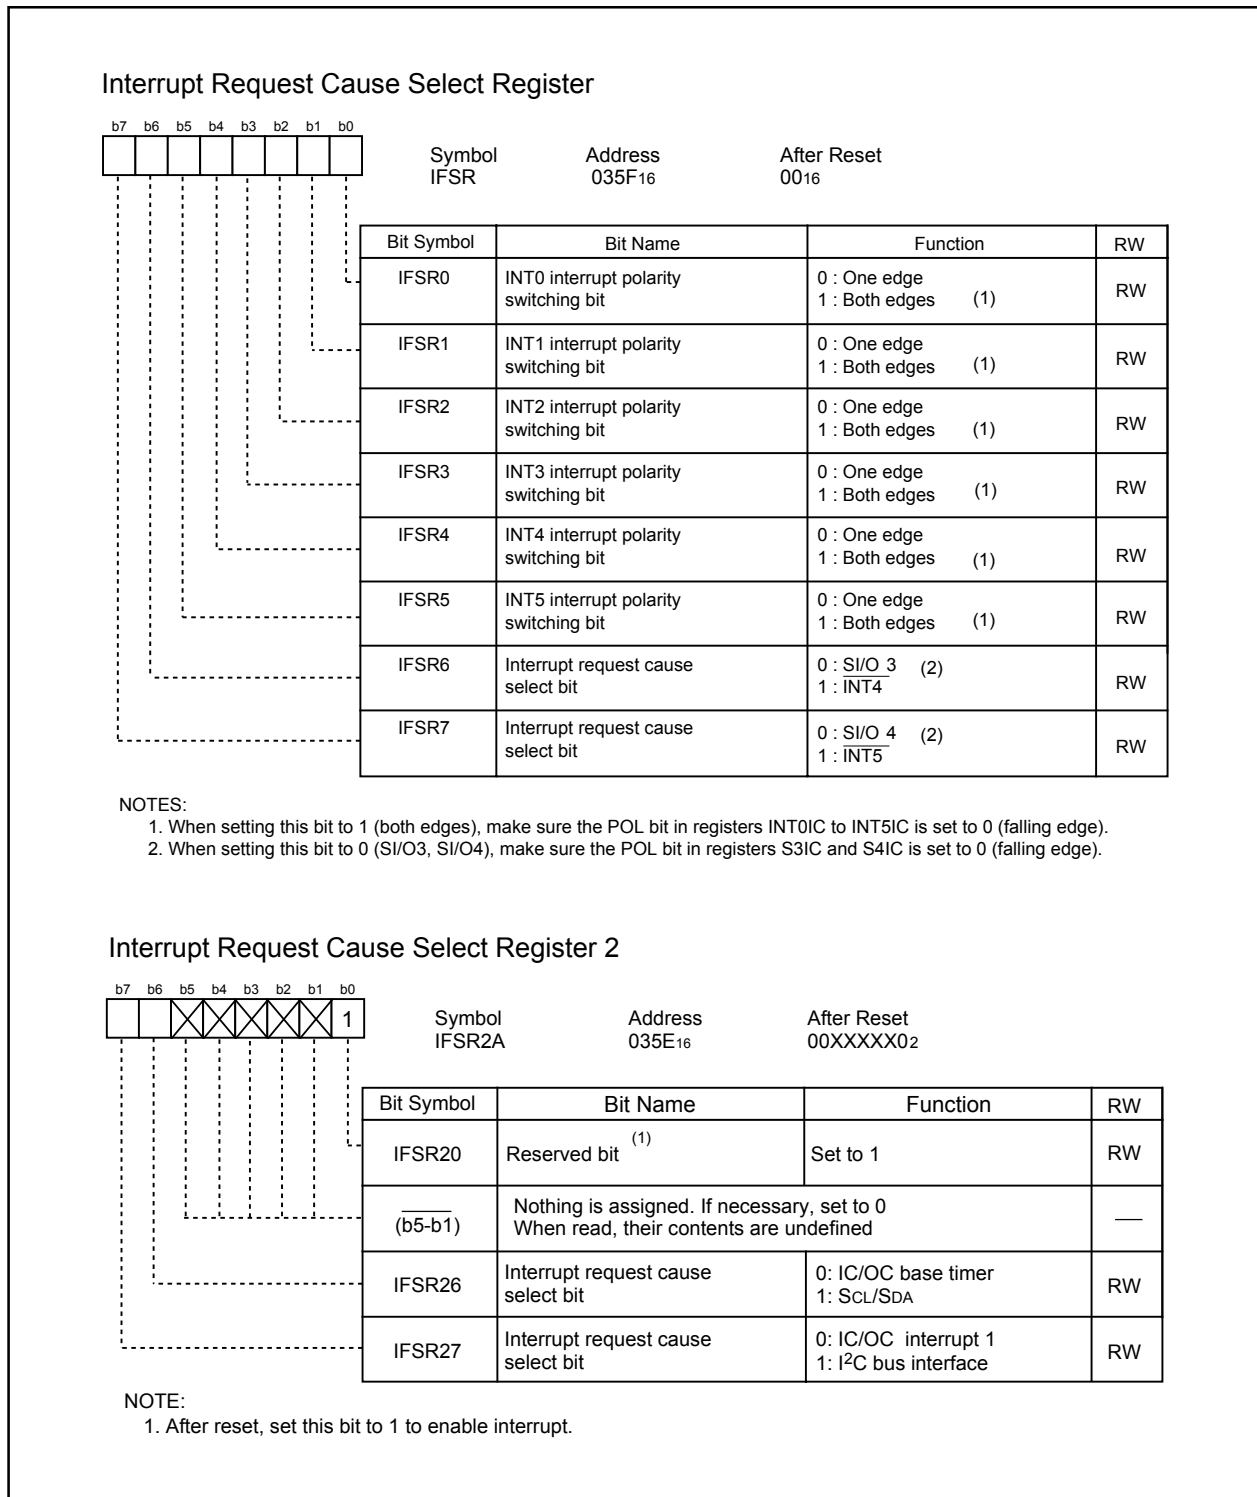 Interrupt Request Cause Select Register
b7 b6 b5 b4 b3 b2 b1 b0
Symbol Address After Reset
IFSR 035F16 0016
Bit Symbol Bit Name Function RW
IFSR0 INT0 interrupt polarity switching bit 0 : One edge
1 : Both edges (1) RW
IFSR1 INT1 interrupt polarity switching bit 0 : One edge
1 : Both edges (1) RW
IFSR2 INT2 interrupt polarity switching bit 0 : One edge
1 : Both edges (1) RW
IFSR3 INT3 interrupt polarity switching bit 0 : One edge
1 : Both edges (1) RW
IFSR4 INT4 interrupt polarity switching bit 0 : One edge
1 : Both edges (1) RW
IFSR5 INT5 interrupt polarity switching bit 0 : One edge
1 : Both edges (1) RW
IFSR6 Interrupt request cause select bit 0 : SI/O 3 (2)
1 : INT4 RW
IFSR7 Interrupt request cause select bit 0 : SI/O 4 (2)
1 : INT5 RW
NOTES:
1. When setting this bit to 1 (both edges), make sure the POL bit in registers INT0IC to INT5IC is set to 0 (falling edge).
2. When setting this bit to 0 (SI/O3, SI/O4), make sure the POL bit in registers S3IC and S4IC is set to 0 (falling edge).
Interrupt Request Cause Select Register 2
b7 b6 b5 b4 b3 b2 b1 b0
1
Symbol Address After Reset
IFSR2A 035E16 00XXXXX02
Bit Symbol Bit Name Function RW
IFSR20 Reserved bit (1) Set to 1 RW
(b5-b1) Nothing is assigned. If necessary, set to 0
When read, their contents are undefined —
IFSR26 Interrupt request cause select bit 0: IC/OC base timer
1: SCL/SDA RW
IFSR27 Interrupt request cause select bit 0: IC/OC interrupt 1
1: I2C bus interface RW
NOTE:
1. After reset, set this bit to 1 to enable interrupt.